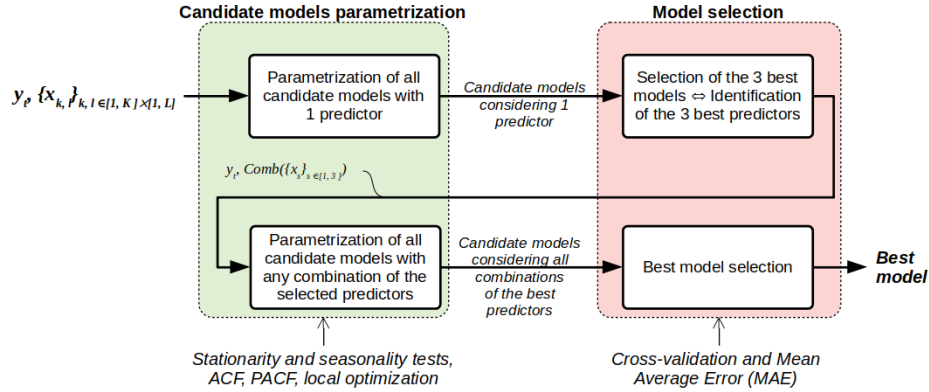 Candidate models parametrization
Model selection
y_t, {x_{k, l}}_{k, l ∈[1, K ]×[1, L]}
Parametrization of all
candidate models with
1 predictor
Candidate models
considering 1
predictor
Selection of the 3 best
models ⇔ Identification
of the 3 best predictors
y_t, Comb({x_s}_{s ∈[1, 3 ]})
Parametrization of all
candidate models with
any combination of the
selected predictors
Candidate models
considering all
combinations
of the best
predictors
Best model selection
Best
model
Stationarity and seasonality tests,
ACF, PACF, local optimization
Cross-validation and Mean
Average Error (MAE)